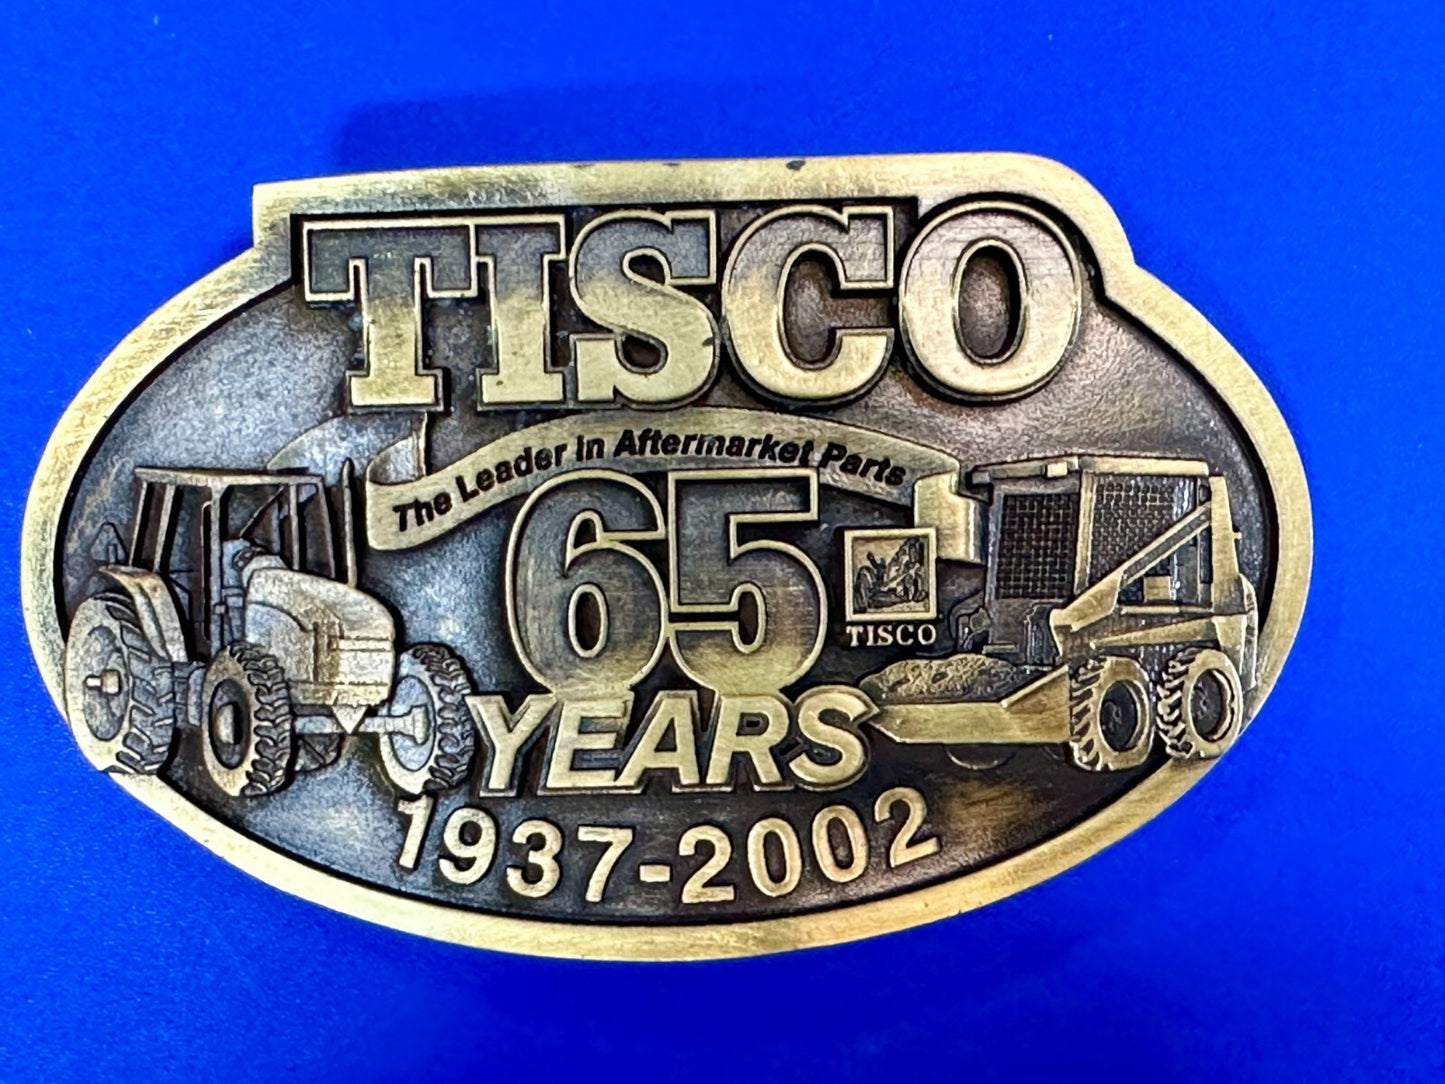 TISCO
The Leader in Aftermarket Parts
65
TISCO
YEARS
1937-2002